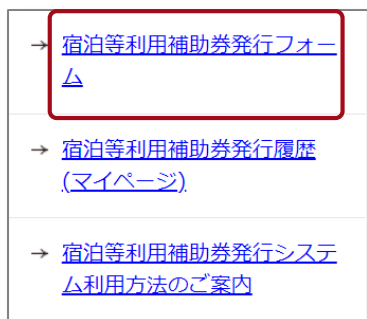 → 宿泊等利用補助券発行フォー
ム
→ 宿泊等利用補助券発行履歴
(マイページ)
→ 宿泊等利用補助券発行システ
ム利用方法のご案内